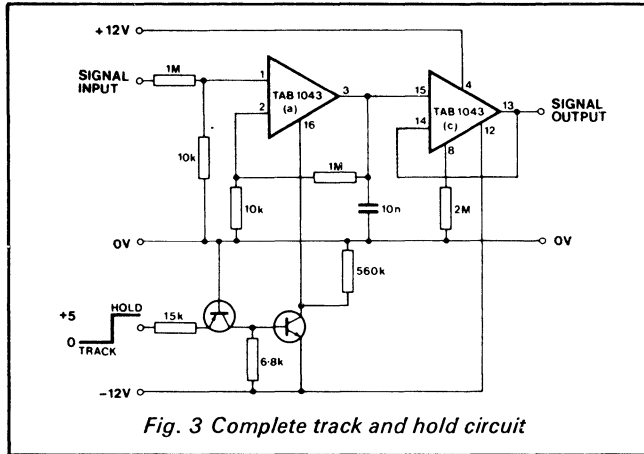 +12V
SIGNAL
INPUT
1M
1
2
TAB 1043
(a)
3
16
15
14
TAB 1043
(c)
4
13
12
8
SIGNAL
OUTPUT
10k
10k
1M
10n
2M
0V
0V
560k
+5
HOLD
0
TRACK
15k
6·8k
−12V
Fig. 3 Complete track and hold circuit